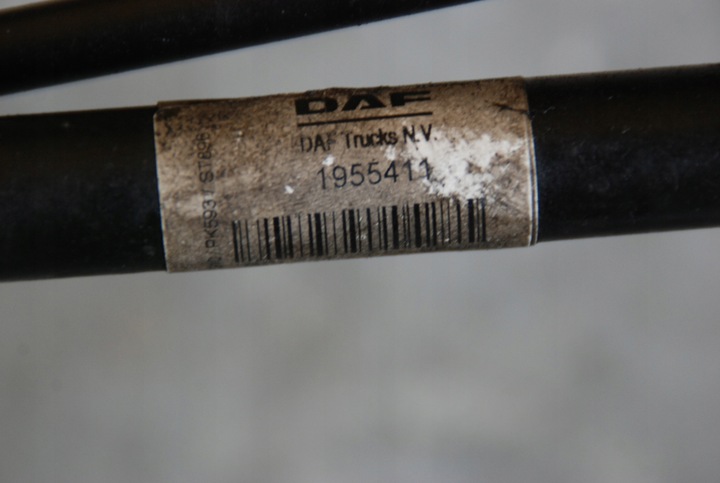 DAF
DAF Trucks N.V.
1955411